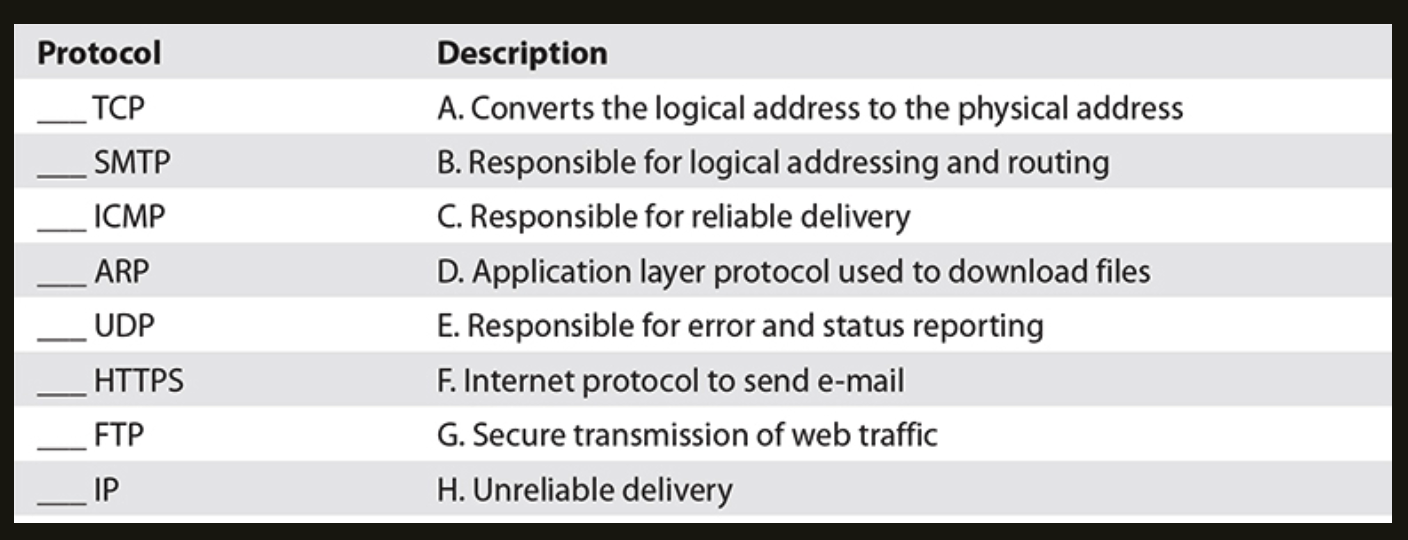 Protocol Description
___ TCP A. Converts the logical address to the physical address
___ SMTP B. Responsible for logical addressing and routing
___ ICMP C. Responsible for reliable delivery
___ ARP D. Application layer protocol used to download files
___ UDP E. Responsible for error and status reporting
___ HTTPS F. Internet protocol to send e-mail
___ FTP G. Secure transmission of web traffic
___ IP H. Unreliable delivery